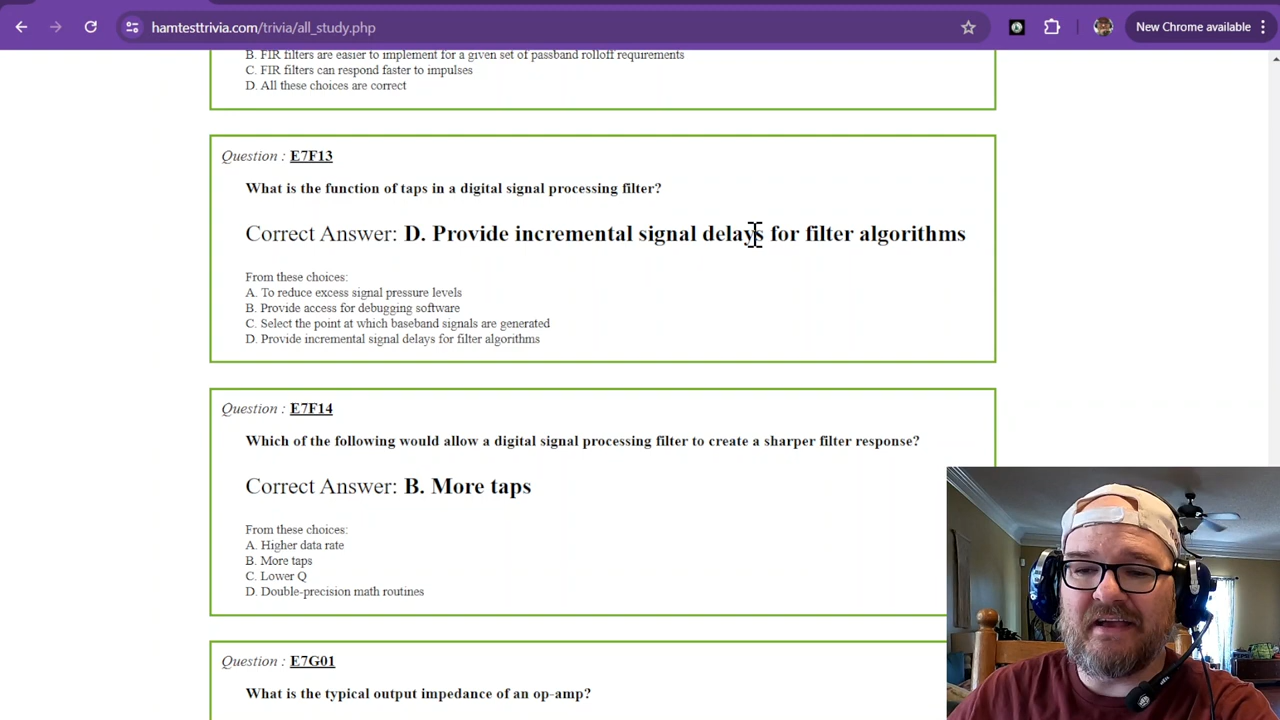 hamtesttrivia.com/trivia/all_study.php
New Chrome available
B. FIR filters are easier to implement for a given set of passband rolloff requirements
C. FIR filters can respond faster to impulses
D. All these choices are correct
Question : E7F13
What is the function of taps in a digital signal processing filter?
Correct Answer: D. Provide incremental signal delays for filter algorithms
From these choices:
A. To reduce excess signal pressure levels
B. Provide access for debugging software
C. Select the point at which baseband signals are generated
D. Provide incremental signal delays for filter algorithms
Question : E7F14
Which of the following would allow a digital signal processing filter to create a sharper filter response?
Correct Answer: B. More taps
From these choices:
A. Higher data rate
B. More taps
C. Lower Q
D. Double-precision math routines
Question : E7G01
What is the typical output impedance of an op-amp?